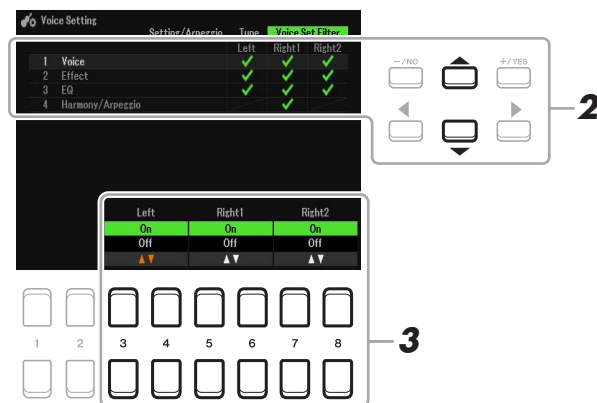 Voice Setting
Setting/Arpeggio Tune Voice Set Filter
Left Right1 Right2
1 Voice
2 Effect
3 EQ
4 Harmony/Arpeggio
-/NO +/YES
2
Left Right1 Right2
On On On
Off Off Off
1 2 3 4 5 6 7 8
3